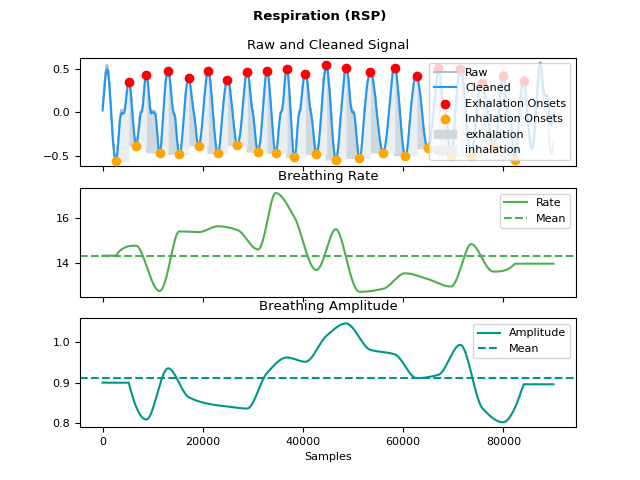 Respiration (RSP)
Raw and Cleaned Signal
0.5
0.0
−0.5
Raw
Cleaned
Exhalation Onsets
Inhalation Onsets
exhalation
inhalation
Breathing Rate
16
14
Rate
Mean
Breathing Amplitude
1.0
0.9
0.8
Amplitude
Mean
0
20000
40000
60000
80000
Samples